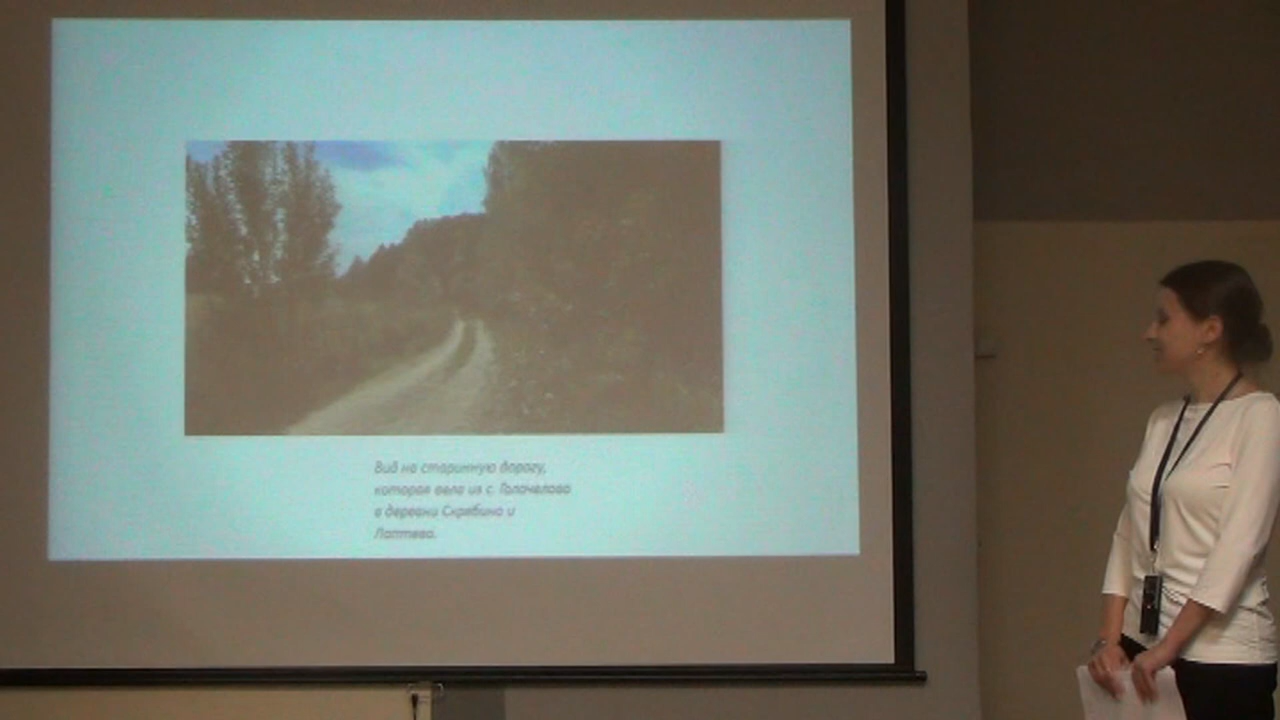 Вид на старинную дорогу,
которая вела из с. Голочелово
в деревни Скрябино и
Лаптево.